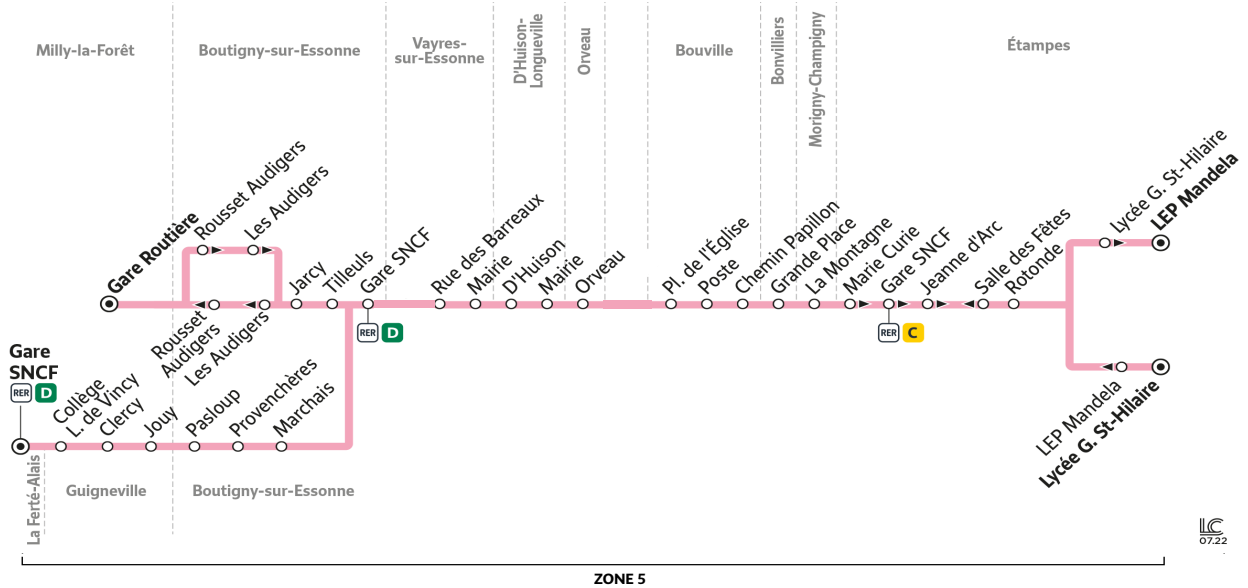 Milly-la-Forêt
Boutigny-sur-Essonne
Vayres-
sur-Essonne
D'Huison-
Longueville
Orveau
Bouville
Bonvilliers
Morigny-Champigny
Étampes
Gare Routière
Rousset Audigers
Les Audigers
Rousset
Audigers
Les Audigers
Jarcy
Tilleuls
Gare SNCF
RER D
Rue des Barreaux
Mairie
D'Huison
Mairie
Orveau
Pl. de l'Église
Poste
Chemin Papillon
Grande Place
La Montagne
Marie Curie
Gare SNCF
RER C
Jeanne d'Arc
Salle des Fêtes
Rotonde
Lycée G. St-Hilaire
LEP Mandela
LEP Mandela
Lycée G. St-Hilaire
Gare
SNCF
RER D
Collège
L. de Vincy
Clercy
Jouy
Pasloup
Provenchères
Marchais
La Ferté-Alais
Guigneville
Boutigny-sur-Essonne
LC
07.22
ZONE 5